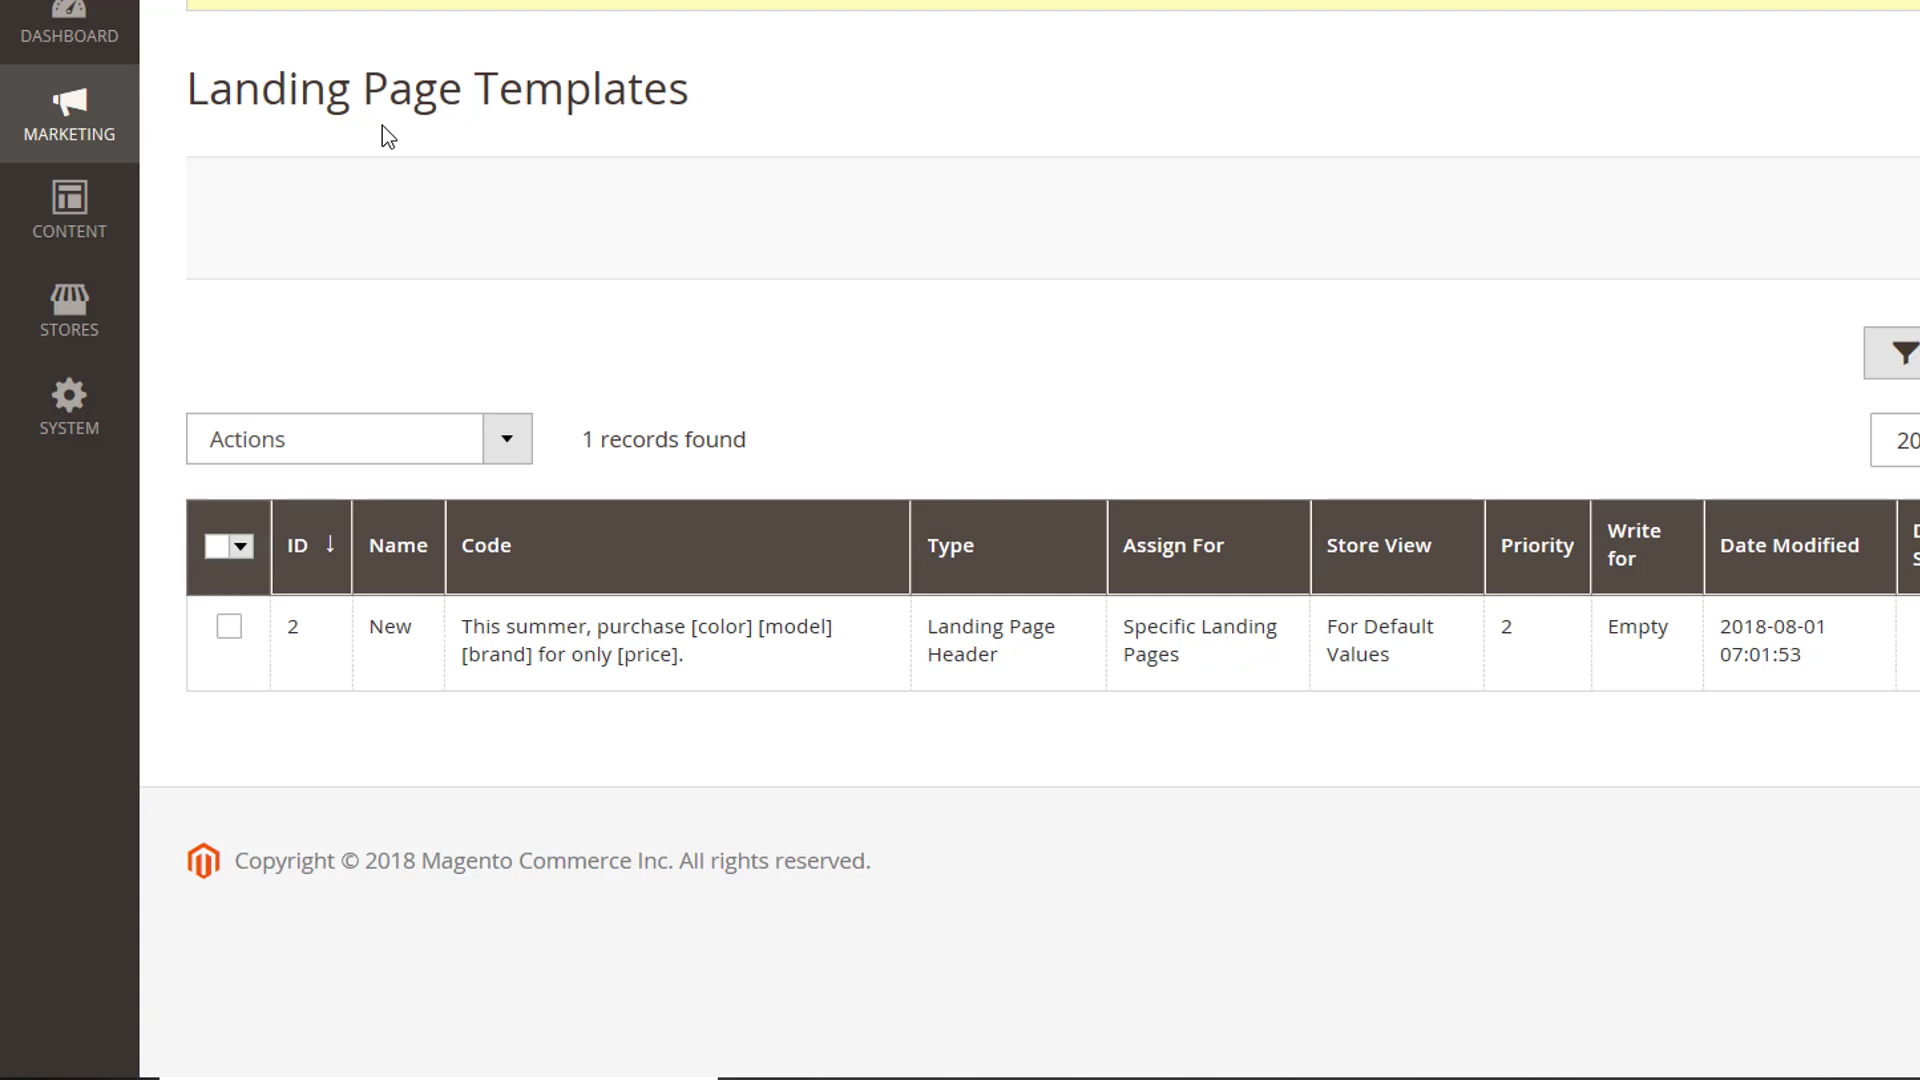 DASHBOARD
MARKETING
CONTENT
STORES
SYSTEM
Landing Page Templates
Actions
1 records found
20
ID ↓ Name Code Type Assign For Store View Priority Write for Date Modified
2 New This summer, purchase [color] [model] Landing Page Specific Landing For Default 2 Empty 2018-08-01
[brand] for only [price]. Header Pages Values 07:01:53
Copyright © 2018 Magento Commerce Inc. All rights reserved.